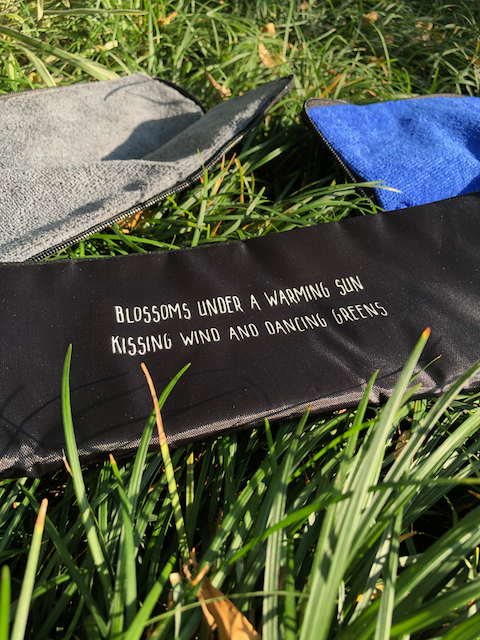 BLOSSOMS UNDER A WARMING SUN
KISSING WIND AND DANCING GREENS